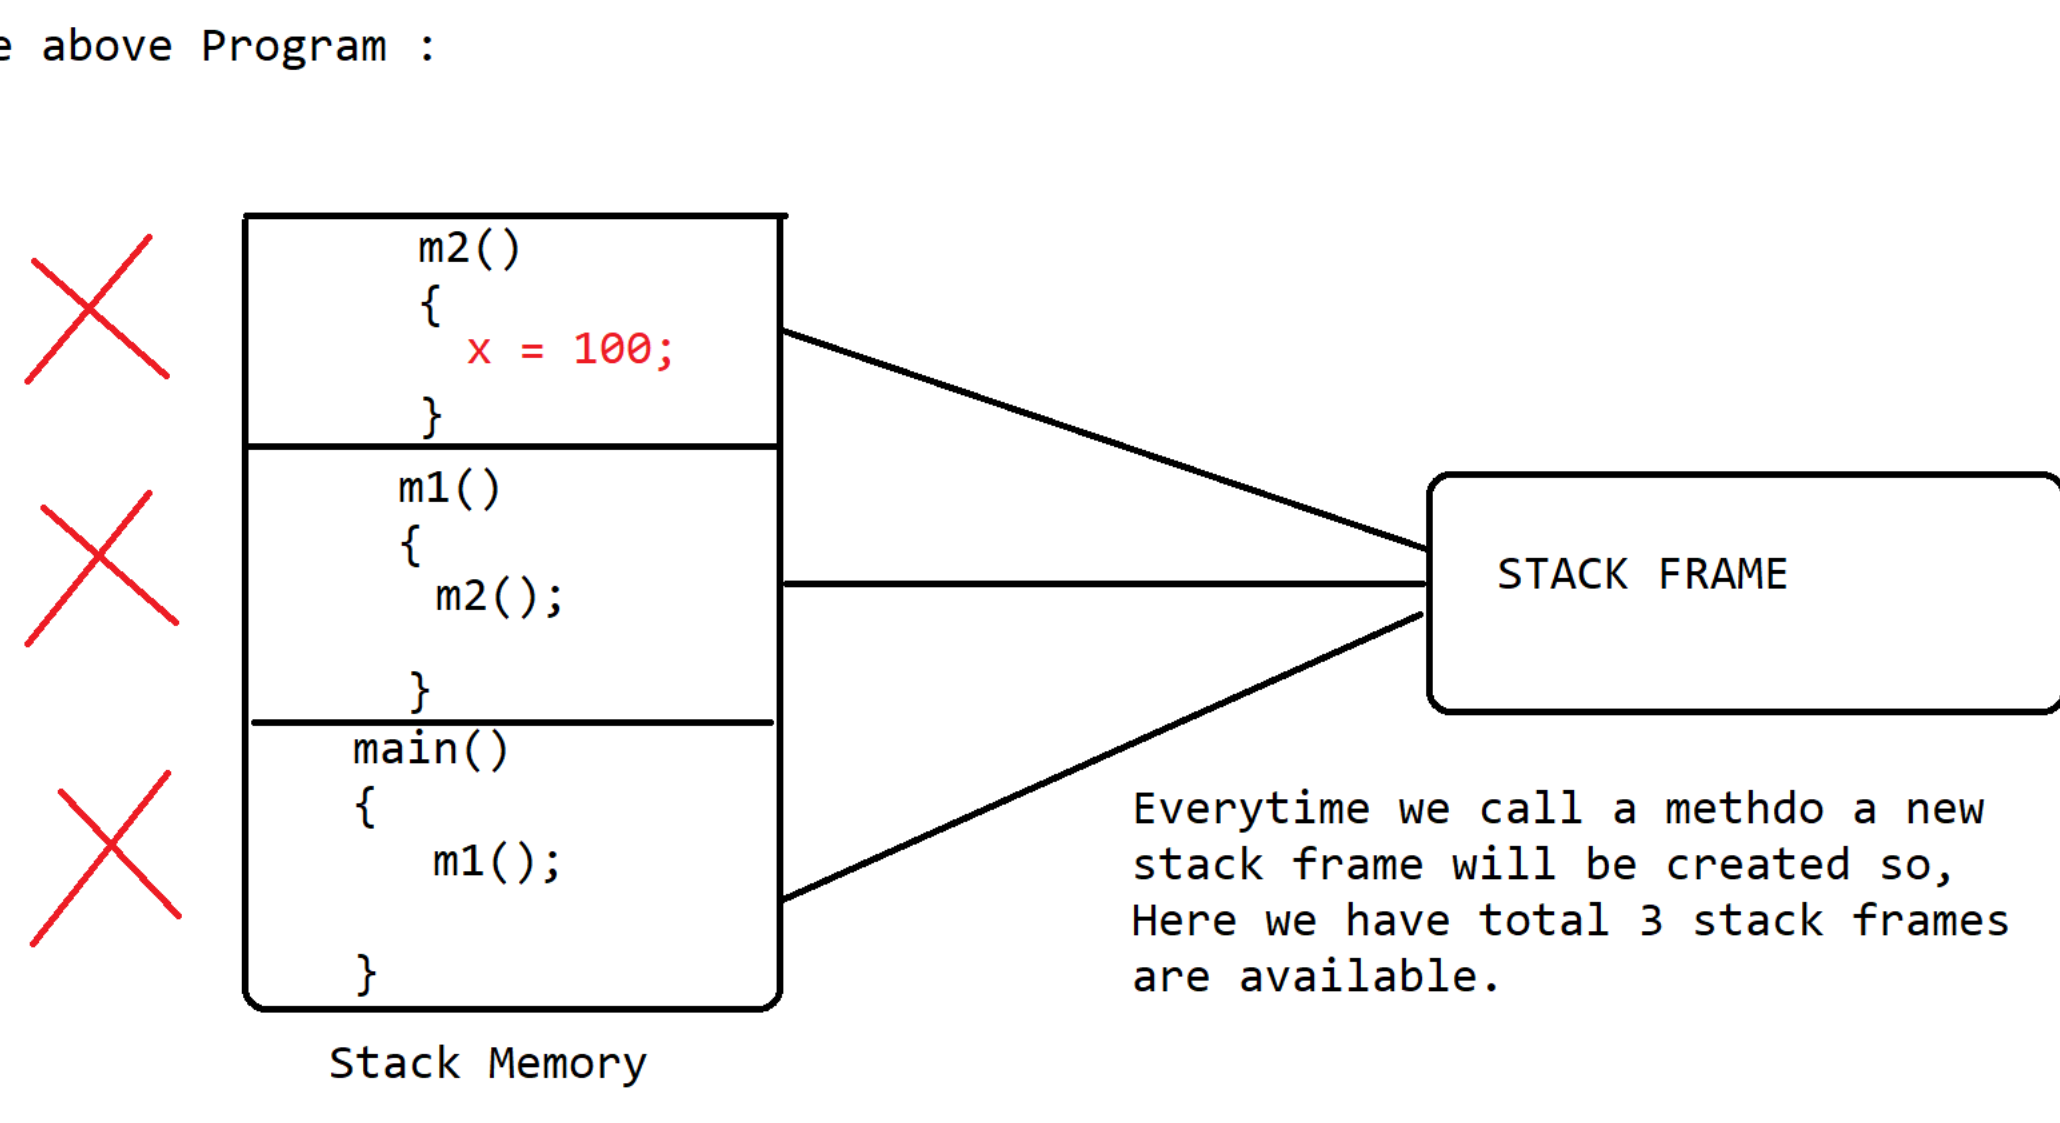 e above Program :
m2()
{
x = 100;
}
m1()
{
m2();
}
main()
{
m1();
}
Stack Memory
STACK FRAME
Everytime we call a methdo a new
stack frame will be created so,
Here we have total 3 stack frames
are available.